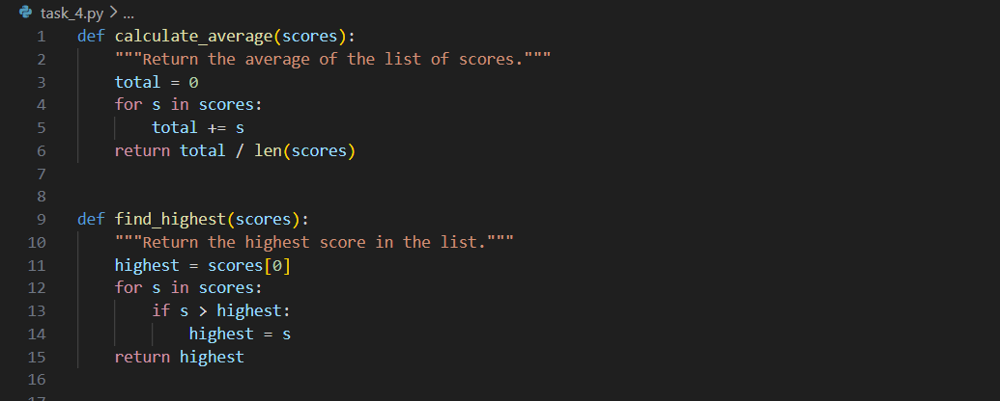 task_4.py > ...
1 def calculate_average(scores):
2     """Return the average of the list of scores."""
3     total = 0
4     for s in scores:
5         total += s
6     return total / len(scores)
7
8
9 def find_highest(scores):
10     """Return the highest score in the list."""
11     highest = scores[0]
12     for s in scores:
13         if s > highest:
14             highest = s
15     return highest
16
17